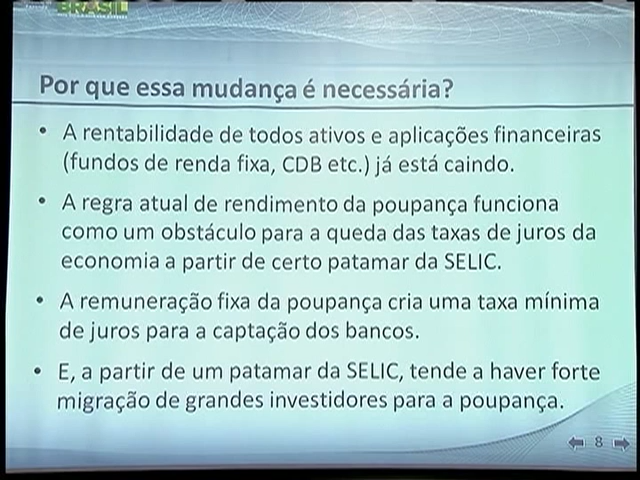 BRASIL
Por que essa mudança é necessária?
• A rentabilidade de todos ativos e aplicações financeiras
(fundos de renda fixa, CDB etc.) já está caindo.
• A regra atual de rendimento da poupança funciona
como um obstáculo para a queda das taxas de juros da
economia a partir de certo patamar da SELIC.
• A remuneração fixa da poupança cria uma taxa mínima
de juros para a captação dos bancos.
• E, a partir de um patamar da SELIC, tende a haver forte
migração de grandes investidores para a poupança.
8